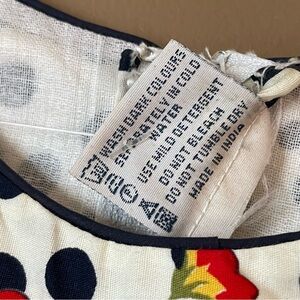 WASH DARK COLOURS
SEPARATELY IN COLD
WATER
USE MILD DETERGENT
DO NOT BLEACH
DO NOT TUMBLE DRY
MADE IN INDIA